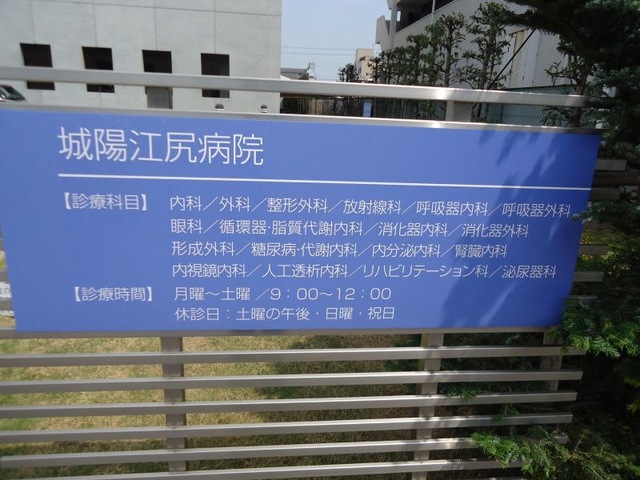 城陽江尻病院
【診療科目】 内科／外科／整形外科／放射線科／呼吸器内科／呼吸器外科
眼科／循環器・脂質代謝内科／消化器内科／消化器外科
形成外科／糖尿病・代謝内科／内分泌内科／腎臓内科
内視鏡内科／人工透析内科／リハビリテーション科／泌尿器科
【診療時間】 月曜～土曜／9：00～12：00
休診日：土曜の午後・日曜・祝日